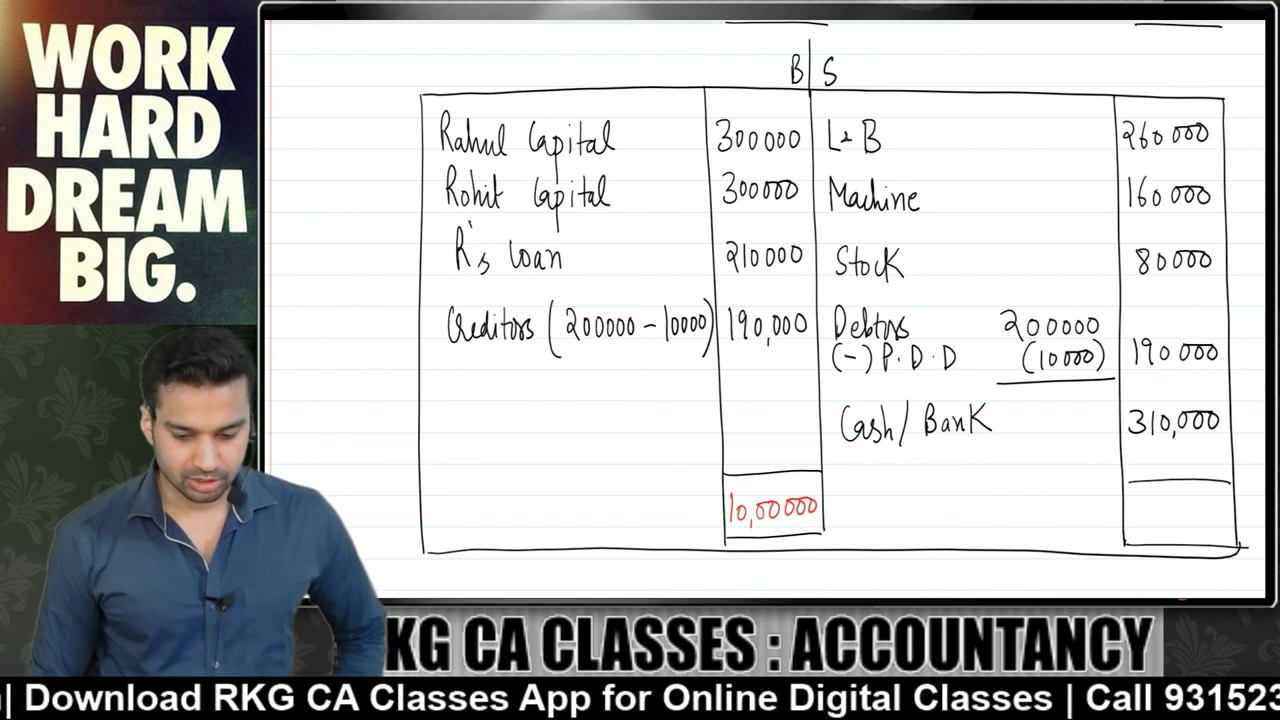 WORK
HARD
DREAM
BIG.
B S
Rahul Capital 300000 L&B 260000
Rohit Capital 300000 Machine 160000
R's loan 210000 Stock 80000
Creditors (200000 - 10000) 190,000 Debtors 200000
(-) P.D.D (10000) 190000
Cash/Bank 310,000
10,00000
KG CA CLASSES : ACCOUNTANCY
| Download RKG CA Classes App for Online Digital Classes | Call 931523